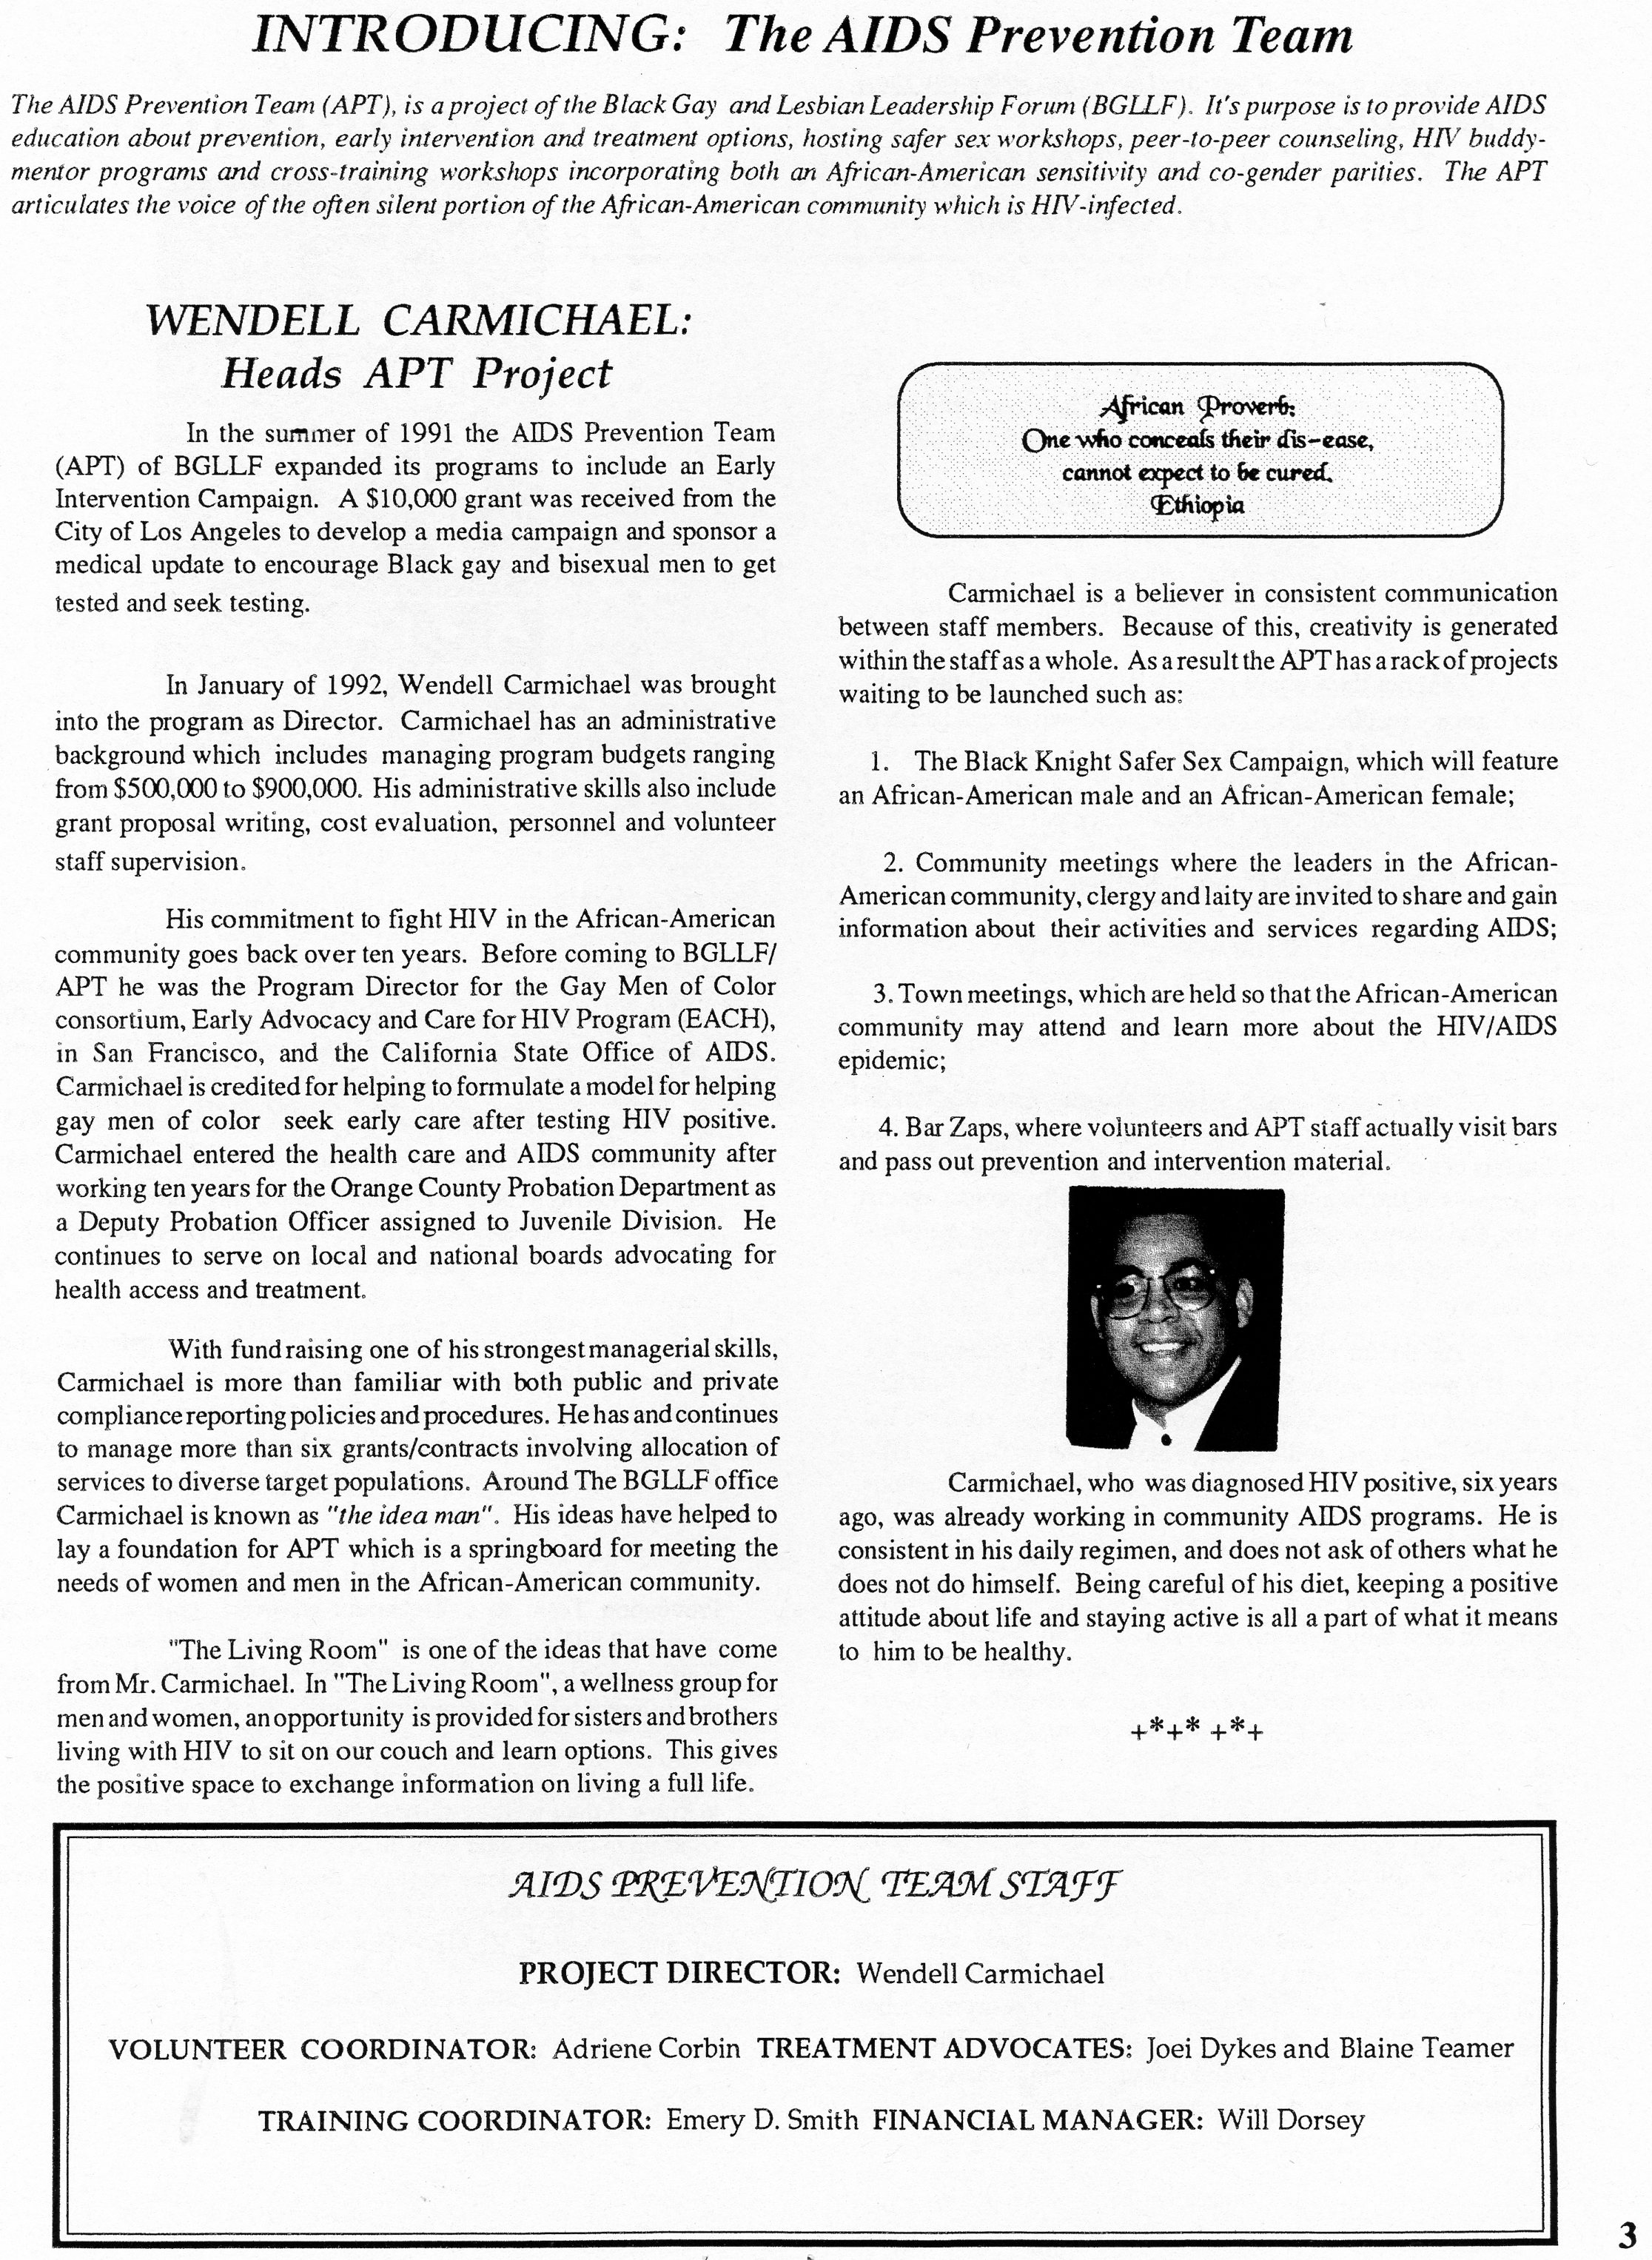 INTRODUCING: The AIDS Prevention Team
The AIDS Prevention Team (APT), is a project of the Black Gay and Lesbian Leadership Forum (BGLLF). It's purpose is to provide AIDS
education about prevention, early intervention and treatment options, hosting safer sex workshops, peer-to-peer counseling, HIV buddy-
mentor programs and cross-training workshops incorporating both an African-American sensitivity and co-gender parities. The APT
articulates the voice of the often silent portion of the African-American community which is HIV-infected.
WENDELL CARMICHAEL:
Heads APT Project
In the summer of 1991 the AIDS Prevention Team
(APT) of BGLLF expanded its programs to include an Early
Intervention Campaign. A $10,000 grant was received from the
City of Los Angeles to develop a media campaign and sponsor a
medical update to encourage Black gay and bisexual men to get
tested and seek testing.
In January of 1992, Wendell Carmichael was brought
into the program as Director. Carmichael has an administrative
background which includes managing program budgets ranging
from $500,000 to $900,000. His administrative skills also include
grant proposal writing, cost evaluation, personnel and volunteer
staff supervision.
His commitment to fight HIV in the African-American
community goes back over ten years. Before coming to BGLLF/
APT he was the Program Director for the Gay Men of Color
consortium, Early Advocacy and Care for HIV Program (EACH),
in San Francisco, and the California State Office of AIDS.
Carmichael is credited for helping to formulate a model for helping
gay men of color seek early care after testing HIV positive.
Carmichael entered the health care and AIDS community after
working ten years for the Orange County Probation Department as
a Deputy Probation Officer assigned to Juvenile Division. He
continues to serve on local and national boards advocating for
health access and treatment.
With fund raising one of his strongest managerial skills,
Carmichael is more than familiar with both public and private
compliance reporting policies and procedures. He has and continues
to manage more than six grants/contracts involving allocation of
services to diverse target populations. Around The BGLLF office
Carmichael is known as "the idea man". His ideas have helped to
lay a foundation for APT which is a springboard for meeting the
needs of women and men in the African-American community.
"The Living Room" is one of the ideas that have come
from Mr. Carmichael. In "The Living Room", a wellness group for
men and women, an opportunity is provided for sisters and brothers
living with HIV to sit on our couch and learn options. This gives
the positive space to exchange information on living a full life.
African Proverb:
One who conceals their dis-ease,
cannot expect to be cured.
Ethiopia
Carmichael is a believer in consistent communication
between staff members. Because of this, creativity is generated
within the staff as a whole. As a result the APT has a rack of projects
waiting to be launched such as:
1. The Black Knight Safer Sex Campaign, which will feature
an African-American male and an African-American female;
2. Community meetings where the leaders in the African-
American community, clergy and laity are invited to share and gain
information about their activities and services regarding AIDS;
3. Town meetings, which are held so that the African-American
community may attend and learn more about the HIV/AIDS
epidemic;
4. Bar Zaps, where volunteers and APT staff actually visit bars
and pass out prevention and intervention material.
Carmichael, who was diagnosed HIV positive, six years
ago, was already working in community AIDS programs. He is
consistent in his daily regimen, and does not ask of others what he
does not do himself. Being careful of his diet, keeping a positive
attitude about life and staying active is all a part of what it means
to him to be healthy.
+*+* +*+
AIDS PREVENTION TEAM STAFF
PROJECT DIRECTOR: Wendell Carmichael
VOLUNTEER COORDINATOR: Adriene Corbin TREATMENT ADVOCATES: Joei Dykes and Blaine Teamer
TRAINING COORDINATOR: Emery D. Smith FINANCIAL MANAGER: Will Dorsey
3